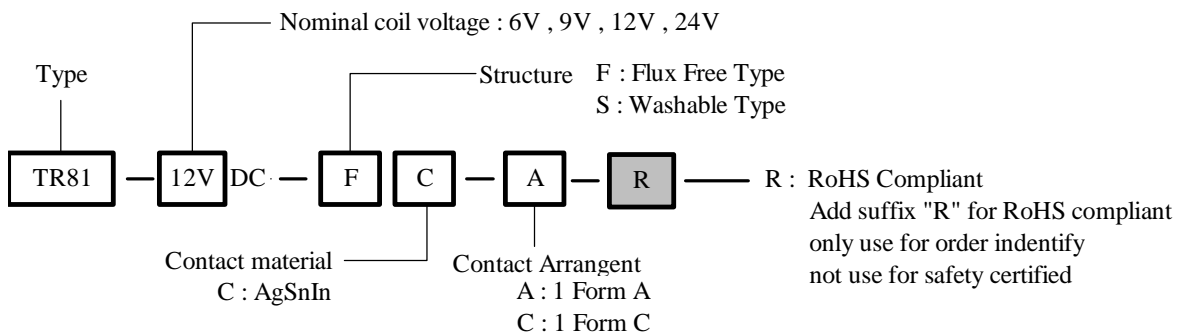 Nominal coil voltage : 6V , 9V , 12V , 24V
Type
Structure F : Flux Free Type
S : Washable Type
TR81 12V DC F C A R R : RoHS Compliant
Add suffix "R" for RoHS compliant
only use for order indentify
not use for safety certified
Contact material
C : AgSnIn
Contact Arrangent
A : 1 Form A
C : 1 Form C